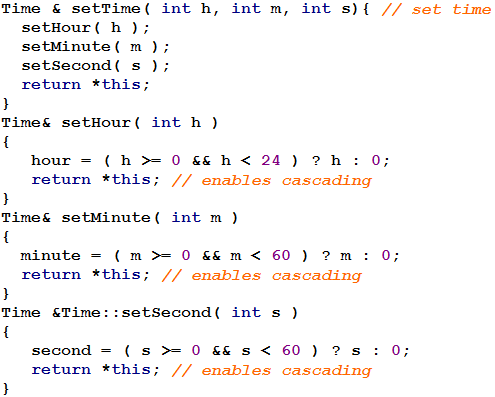 Time & setTime( int h, int m, int s){ // set time
setHour( h );
setMinute( m );
setSecond( s );
return *this;
}
Time& setHour( int h )
{
hour = ( h >= 0 && h < 24 ) ? h : 0;
return *this; // enables cascading
}
Time& setMinute( int m )
{
minute = ( m >= 0 && m < 60 ) ? m : 0;
return *this; // enables cascading
}
Time &Time::setSecond( int s )
{
second = ( s >= 0 && s < 60 ) ? s : 0;
return *this; // enables cascading
}